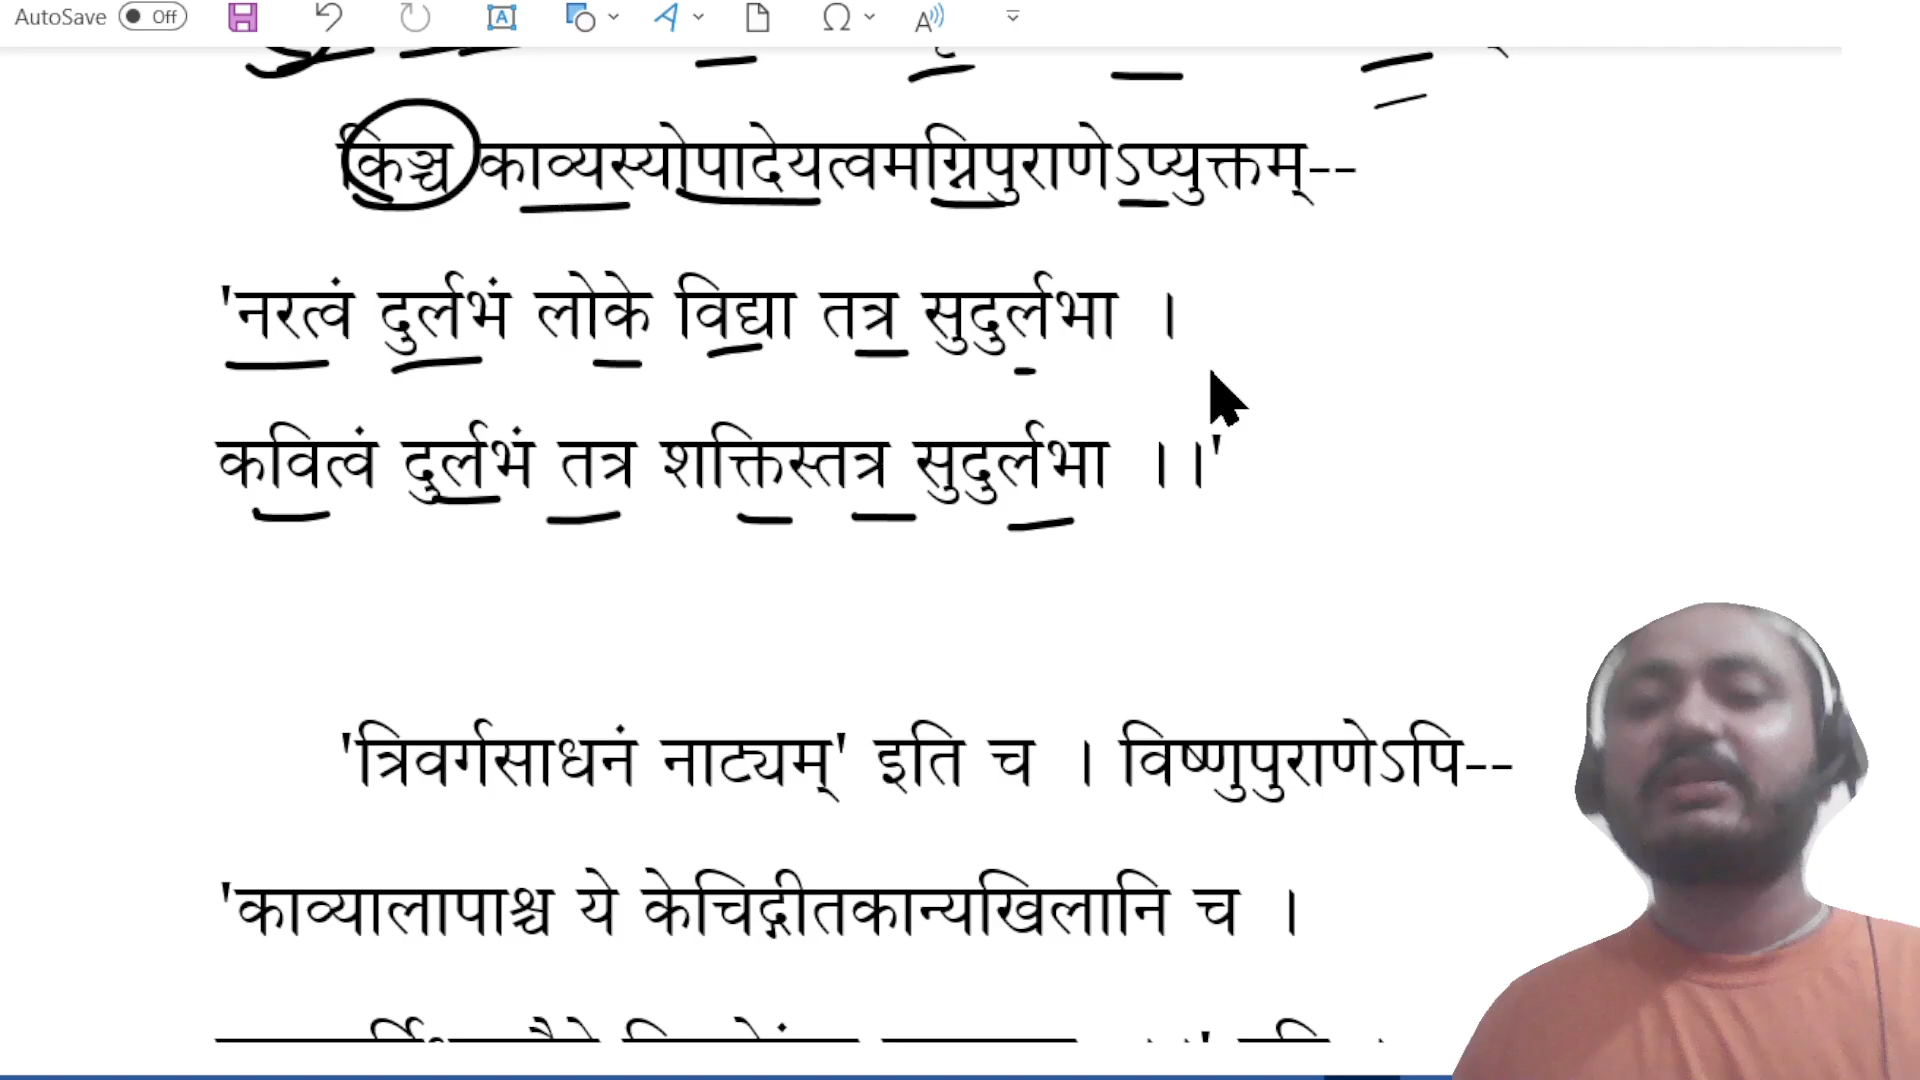 AutoSave Off
किञ्च काव्यस्योपादेयत्वमग्निपुराणेऽप्युक्तम्--
'नरत्वं दुर्लभं लोके विद्या तत्र सुदुर्लभा ।
कवित्वं दुर्लभं तत्र शक्तिस्तत्र सुदुर्लभा ।।'
'त्रिवर्गसाधनं नाट्यम्' इति च । विष्णुपुराणेऽपि--
'काव्यालापाश्च ये केचिद्गीतकान्यखिलानि च ।